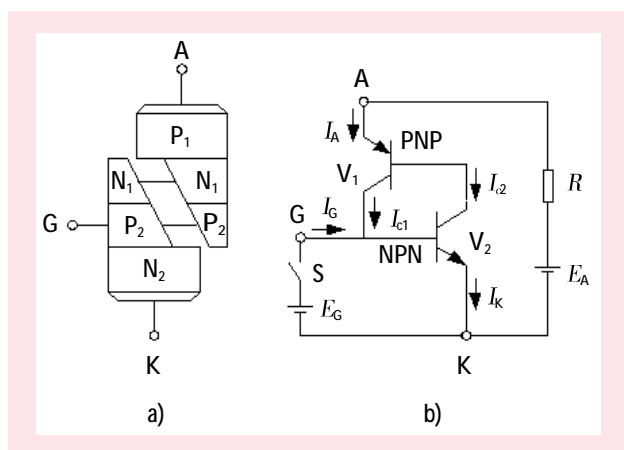 A
P1
N1 N1
G P2 P2
N2
K
a)
A
IA PNP
V1 Ic2 R
G IG Ic1
V2
NPN
S EA
EG IK
K
b)